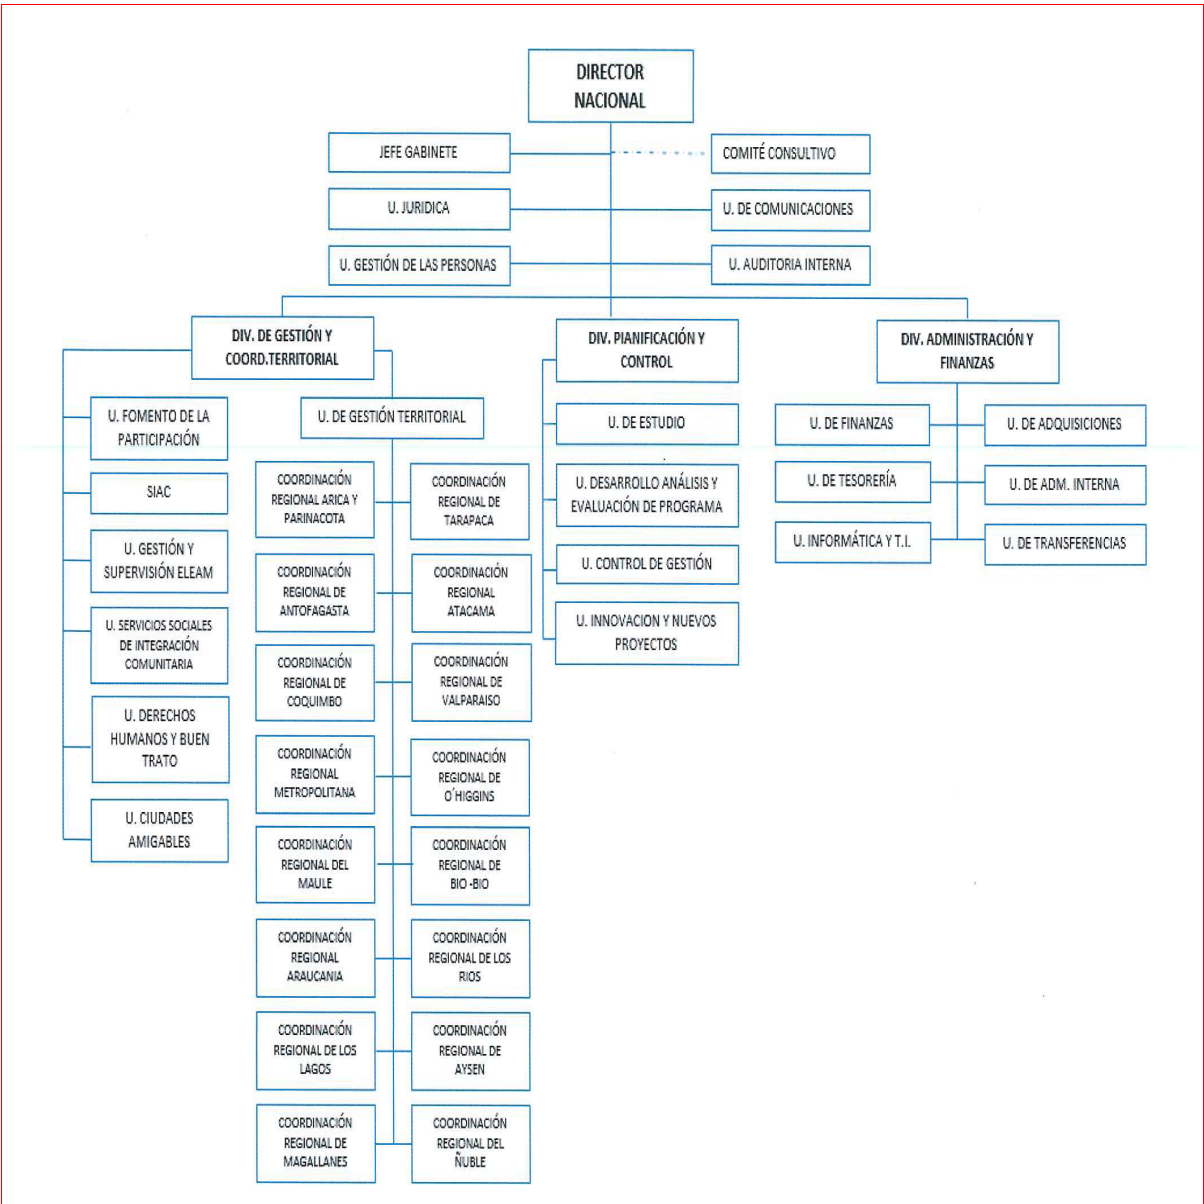 DIRECTOR
NACIONAL
JEFE GABINETE
COMITÉ CONSULTIVO
U. JURIDICA
U. DE COMUNICACIONES
U. GESTIÓN DE LAS PERSONAS
U. AUDITORIA INTERNA
DIV. DE GESTIÓN Y
COORD.TERRITORIAL
DIV. PIANIFICACIÓN Y
CONTROL
DIV. ADMINISTRACIÓN Y
FINANZAS
U. FOMENTO DE LA
PARTICIPACIÓN
SIAC
U. GESTIÓN Y
SUPERVISIÓN ELEAM
U. SERVICIOS SOCIALES
DE INTEGRACIÓN
COMUNITARIA
U. DERECHOS
HUMANOS Y BUEN
TRATO
U. CIUDADES
AMIGABLES
U. DE GESTIÓN TERRITORIAL
COORDINACIÓN
REGIONAL ARICA Y
PARINACOTA
COORDINACIÓN
REGIONAL DE
TARAPACA
COORDINACIÓN
REGIONAL DE
ANTOFAGASTA
COORDINACIÓN
REGIONAL
ATACAMA
COORDINACIÓN
REGIONAL DE
COQUIMBO
COORDINACIÓN
REGIONAL DE
VALPARAISO
COORDINACIÓN
REGIONAL
METROPOLITANA
COORDINACIÓN
REGIONAL DE
O´HIGGINS
COORDINACIÓN
REGIONAL DEL
MAULE
COORDINACIÓN
REGIONAL DE
BIO -BIO
COORDINACIÓN
REGIONAL
ARAUCANIA
COORDINACIÓN
REGIONAL DE LOS
RIOS
COORDINACIÓN
REGIONAL DE LOS
LAGOS
COORDINACIÓN
REGIONAL DE
AYSEN
COORDINACIÓN
REGIONAL DE
MAGALLANES
COORDINACIÓN
REGIONAL DEL
ÑUBLE
U. DE ESTUDIO
U. DESARROLLO ANÁLISIS Y
EVALUACIÓN DE PROGRAMA
U. CONTROL DE GESTIÓN
U. INNOVACION Y NUEVOS
PROYECTOS
U. DE FINANZAS
U. DE ADQUISICIONES
U. DE TESORERÍA
U. DE ADM. INTERNA
U. INFORMÁTICA Y T.I.
U. DE TRANSFERENCIAS